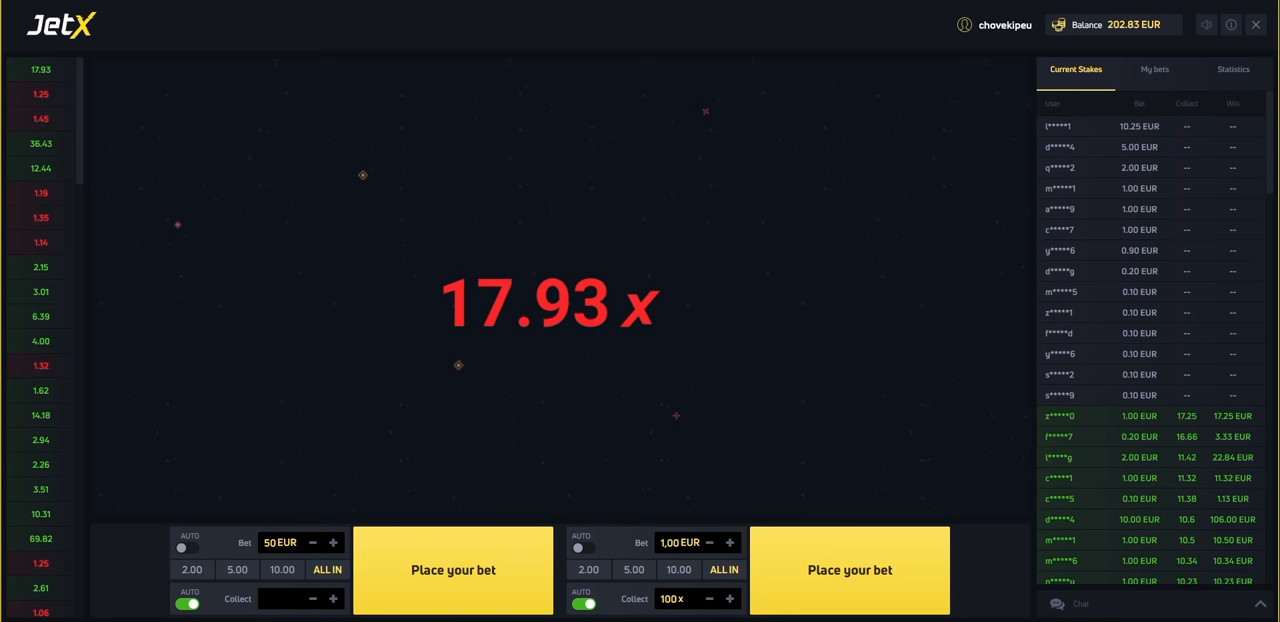 JetX
chovekipeu
Balance 202.83 EUR
17.93
1.25
1.45
36.43
12.44
1.19
1.35
1.14
2.15
3.01
6.39
4.00
1.32
1.62
14.18
2.94
2.26
3.51
10.31
69.82
1.25
2.61
1.06
17.93 x
AUTO
Bet 50 EUR - +
2.00 5.00 10.00 ALL IN
AUTO
Collect - +
Place your bet
AUTO
Bet 1,00 EUR - +
2.00 5.00 10.00 ALL IN
AUTO
Collect 100 x - +
Place your bet
Current Stakes My bets Statistics
User Bet Collect Win
l*****1 10.25 EUR -- --
d*****4 5.00 EUR -- --
q*****2 2.00 EUR -- --
m*****1 1.00 EUR -- --
a*****9 1.00 EUR -- --
c*****7 1.00 EUR -- --
y*****6 0.90 EUR -- --
d*****g 0.20 EUR -- --
m*****5 0.10 EUR -- --
z*****1 0.10 EUR -- --
f*****d 0.10 EUR -- --
y*****6 0.10 EUR -- --
s*****2 0.10 EUR -- --
s*****9 0.10 EUR -- --
z*****0 1.00 EUR 17.25 17.25 EUR
f*****7 0.20 EUR 16.66 3.33 EUR
l*****g 2.00 EUR 11.42 22.84 EUR
c*****1 1.00 EUR 11.32 11.32 EUR
c*****5 0.10 EUR 11.38 1.13 EUR
d*****4 10.00 EUR 10.6 106.00 EUR
m*****1 1.00 EUR 10.5 10.50 EUR
m*****6 1.00 EUR 10.34 10.34 EUR
1.00 EUR 10.23 10.23 EUR
Chat